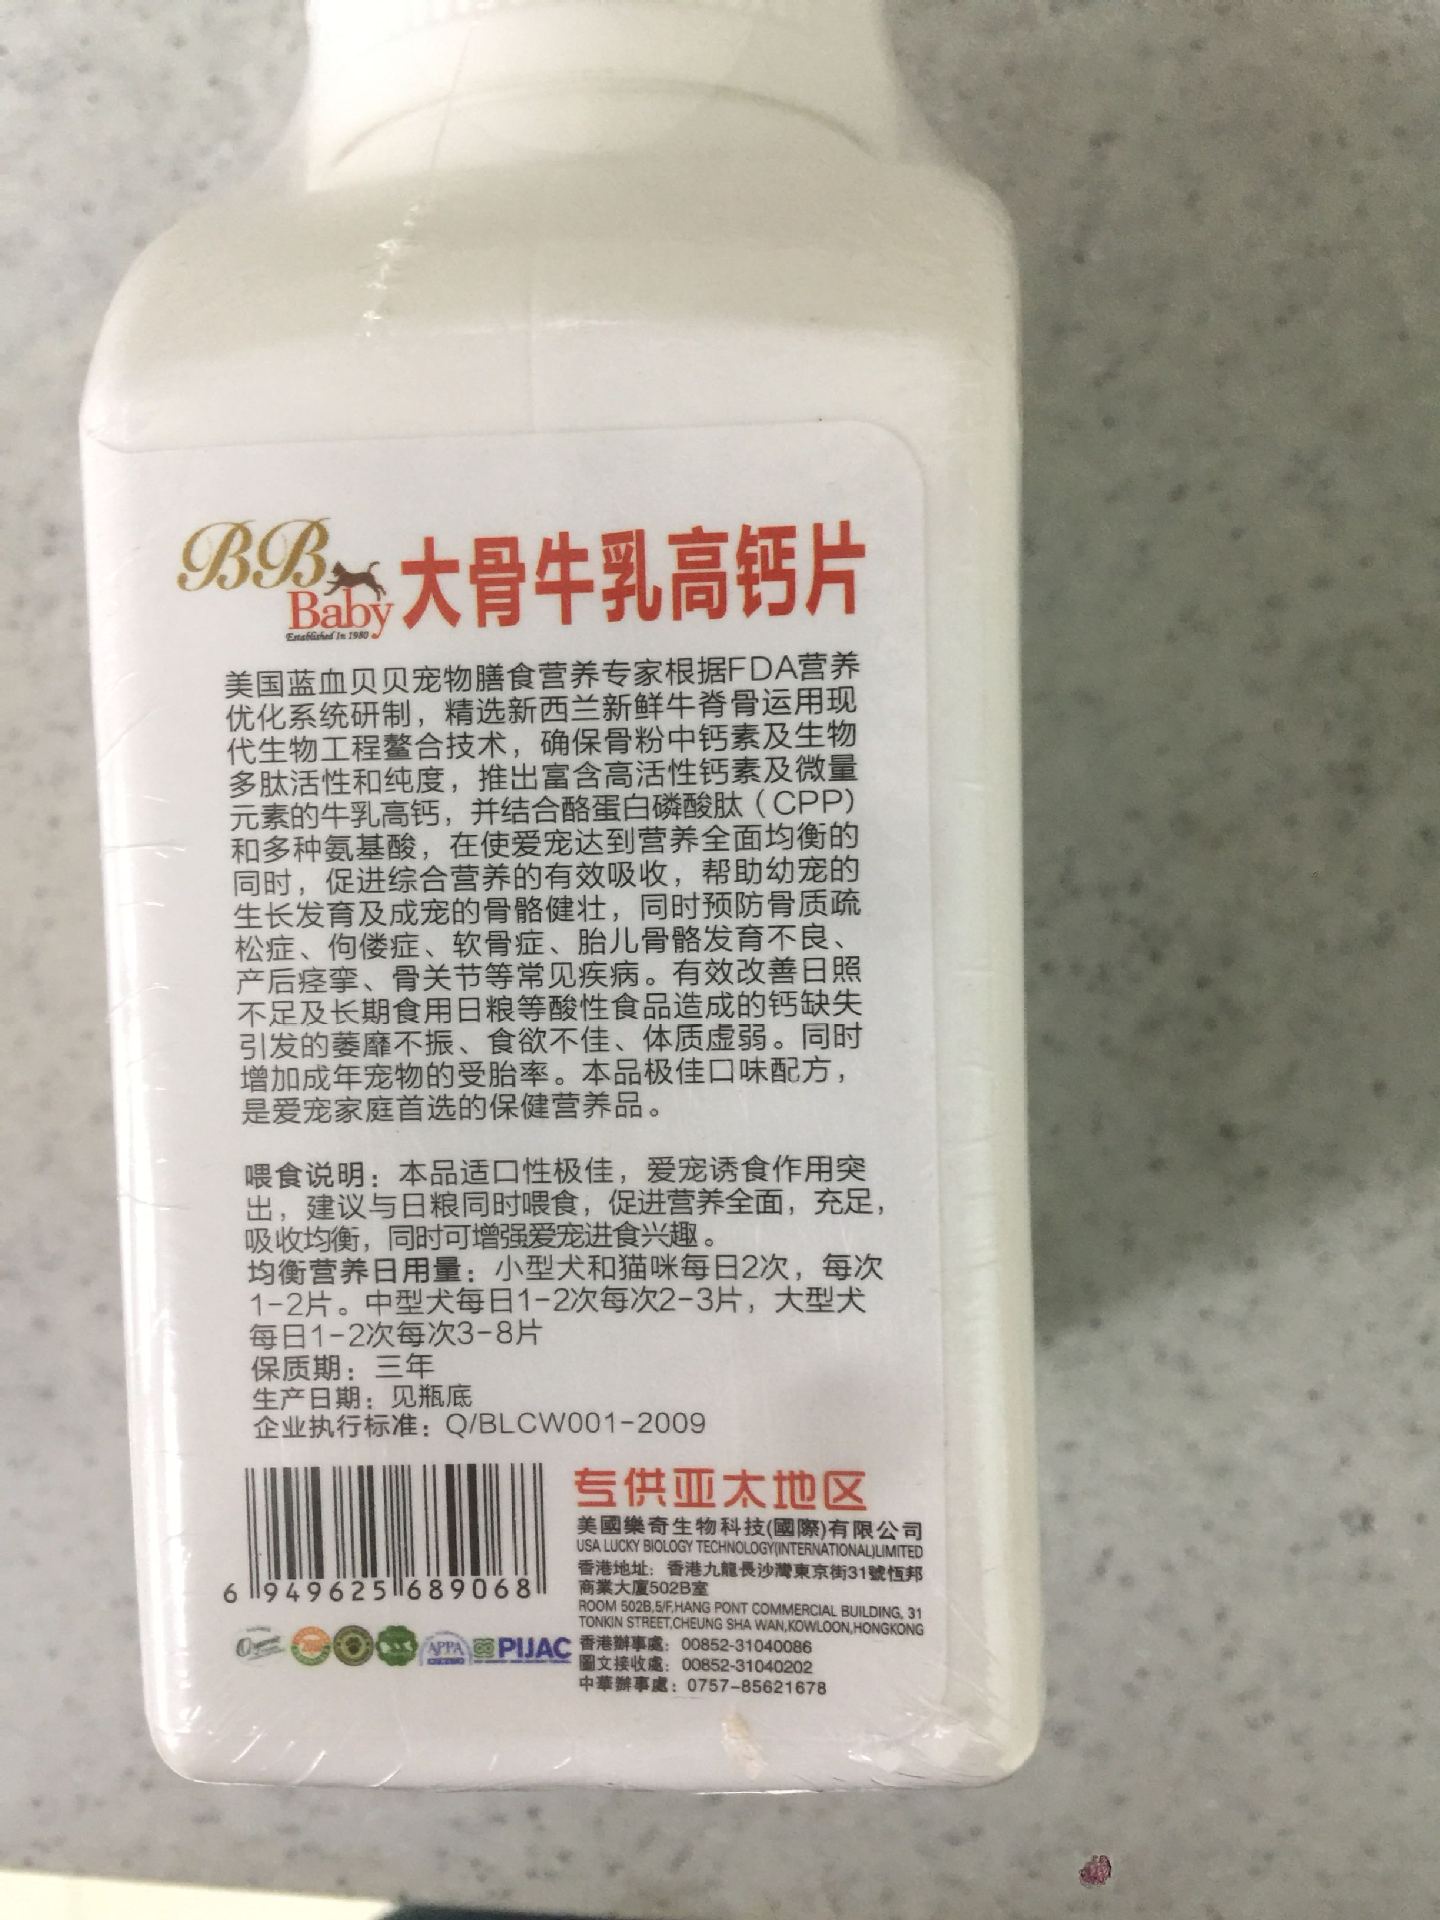 BB
Baby
Established In 1980
大骨牛乳高钙片
美国蓝血贝贝宠物膳食营养专家根据FDA营养
优化系统研制，精选新西兰新鲜牛脊骨运用现
代生物工程螯合技术，确保骨粉中钙素及生物
多肽活性和纯度，推出富含高活性钙素及微量
元素的牛乳高钙，并结合酪蛋白磷酸肽（CPP）
和多种氨基酸，在使爱宠达到营养全面均衡的
同时，促进综合营养的有效吸收，帮助幼宠的
生长发育及成宠的骨骼健壮，同时预防骨质疏
松症、佝偻症、软骨症、胎儿骨骼发育不良、
产后痉挛、骨关节等常见疾病。有效改善日照
不足及长期食用日粮等酸性食品造成的钙缺失
引发的萎靡不振、食欲不佳、体质虚弱。同时
增加成年宠物的受胎率。本品极佳口味配方，
是爱宠家庭首选的保健营养品。
喂食说明：本品适口性极佳，爱宠诱食作用突
出，建议与日粮同时喂食，促进营养全面，充足，
吸收均衡，同时可增强爱宠进食兴趣。
均衡营养日用量：小型犬和猫咪每日2次，每次
1-2片。中型犬每日1-2次每次2-3片，大型犬
每日1-2次每次3-8片
保质期：三年
生产日期：见瓶底
企业执行标准：Q/BLCW001-2009
6 949625 689068
APPA
PIJAC
专供亚太地区
美國樂奇生物科技(國際)有限公司
USA LUCKY BIOLOGY TECHNOLOGY(INTERNATIONAL)LIMITED
香港地址：香港九龍長沙灣東京街31號恆邦
商業大廈502B室
ROOM 502B,5/F,HANG PONT COMMERCIAL BUILDING, 31
TONKIN STREET,CHEUNG SHA WAN,KOWLOON,HONGKONG
香港辦事處：00852-31040086
圖文接收處：00852-31040202
中華辦事處：0757-85621678